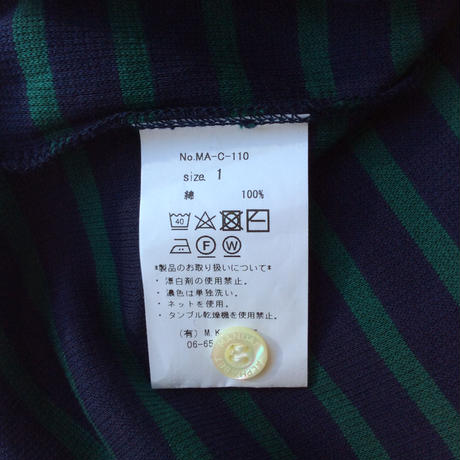 No.MA-C-110
size. 1
綿 100%
40
F W
*製品のお取り扱いについて*
・漂白剤の使用禁止。
・濃色は単独洗い。
・ネットを使用。
・タンブル乾燥機を使用禁止。
(有) M.K
06-65